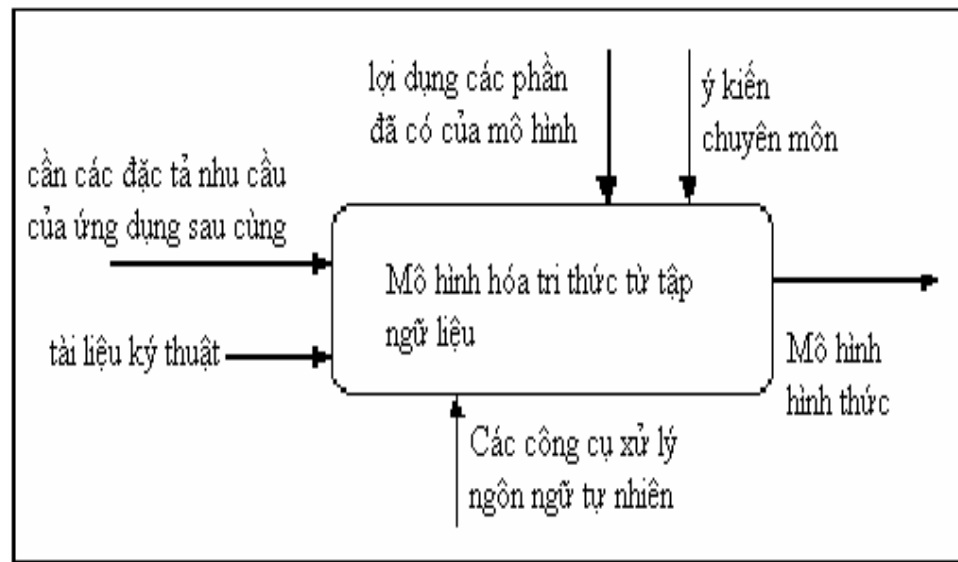 lợi dụng các phần
đã có của mô hình
ý kiến
chuyên môn
cần các đặc tả nhu cầu
của ứng dụng sau cùng
Mô hình hóa tri thức từ tập
ngữ liệu
tài liệu ký thuật
Mô hình
hình thức
Các công cụ xử lý
ngôn ngữ tự nhiên